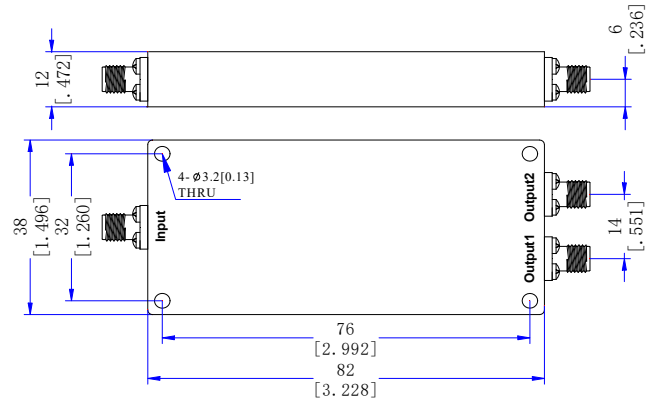 12
[.472]
6
[.236]
4-ø3.2[0.13]
THRU
38
[1.496]
32
[1.260]
Input
Output2
Output1
14
[.551]
76
[2.992]
82
[3.228]